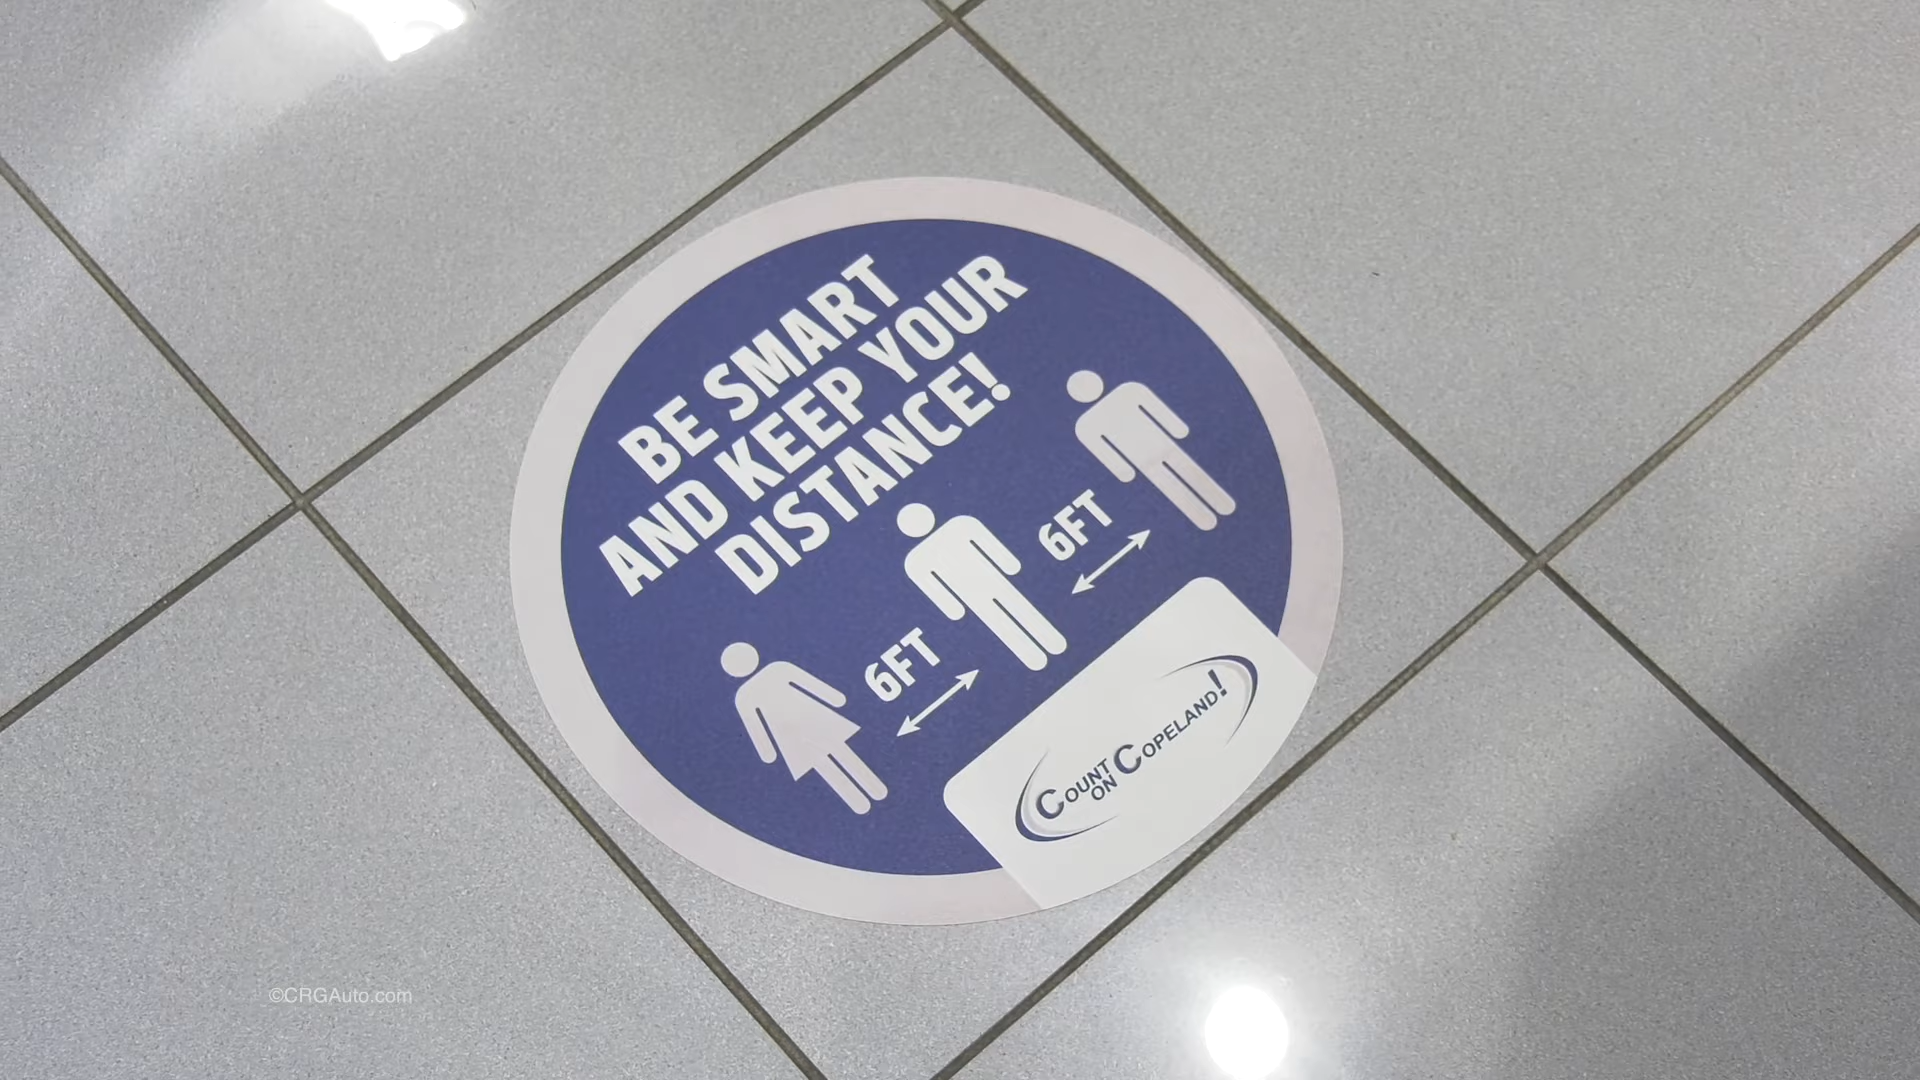 BE SMART
AND KEEP YOUR
DISTANCE!
6FT
6FT
COUNT
ON
COPELAND!
©CRGAuto.com